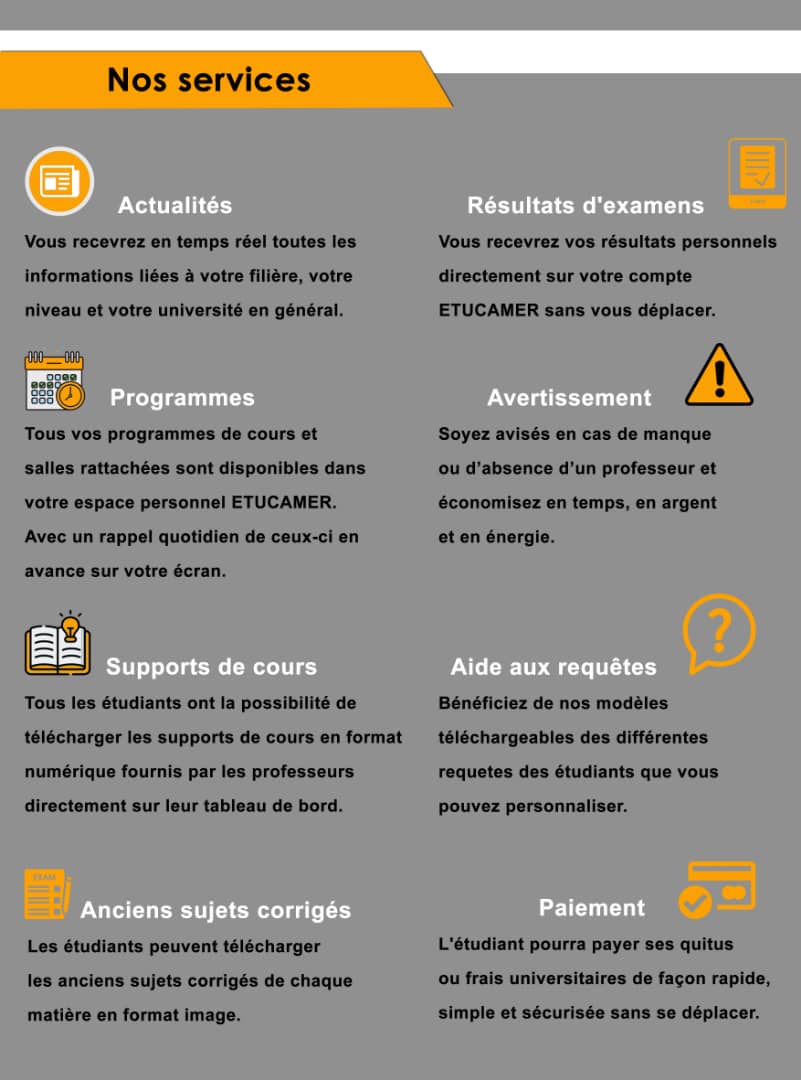 Nos services
Actualités
Vous recevrez en temps réel toutes les
informations liées à votre filière, votre
niveau et votre université en général.
Résultats d'examens
Vous recevrez vos résultats personnels
directement sur votre compte
ETUCAMER sans vous déplacer.
Programmes
Tous vos programmes de cours et
salles rattachées sont disponibles dans
votre espace personnel ETUCAMER.
Avec un rappel quotidien de ceux-ci en
avance sur votre écran.
Avertissement
Soyez avisés en cas de manque
ou d’absence d’un professeur et
économisez en temps, en argent
et en énergie.
Supports de cours
Tous les étudiants ont la possibilité de
télécharger les supports de cours en format
numérique fournis par les professeurs
directement sur leur tableau de bord.
Aide aux requêtes
Bénéficiez de nos modèles
téléchargeables des différentes
requetes des étudiants que vous
pouvez personnaliser.
EXAM
Anciens sujets corrigés
Les étudiants peuvent télécharger
les anciens sujets corrigés de chaque
matière en format image.
Paiement
L'étudiant pourra payer ses quitus
ou frais universitaires de façon rapide,
simple et sécurisée sans se déplacer.